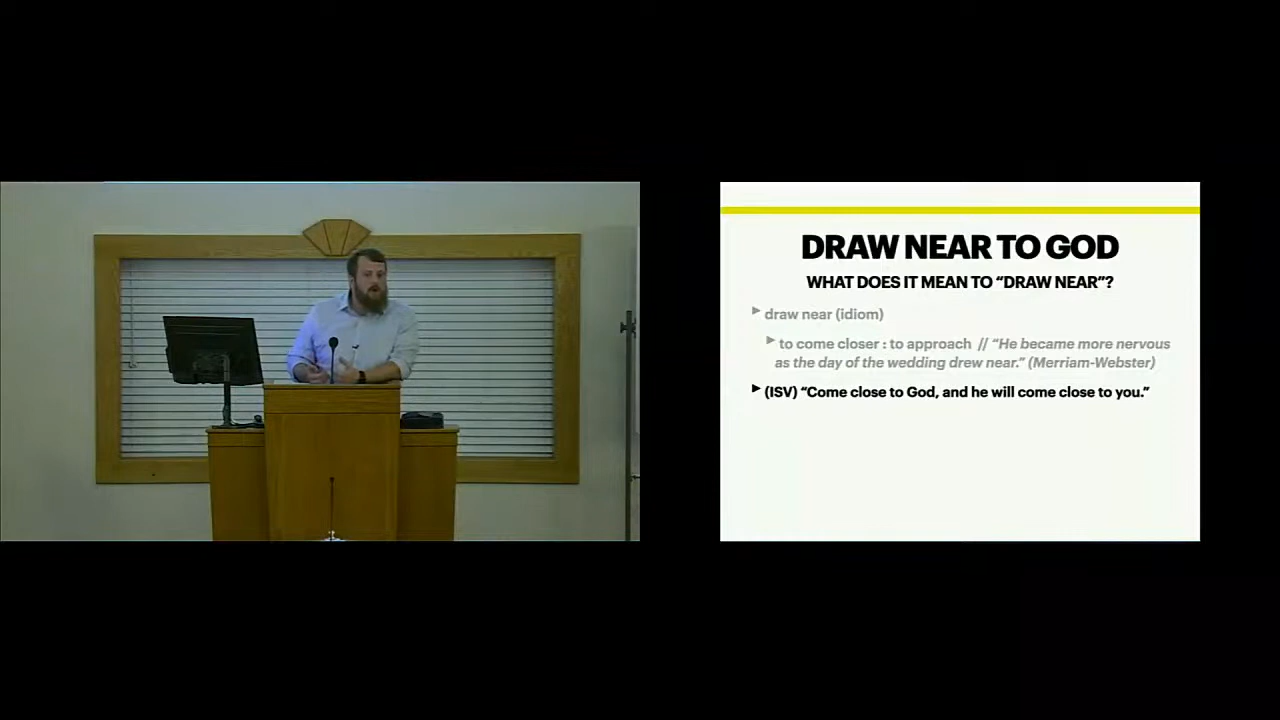 DRAW NEAR TO GOD
WHAT DOES IT MEAN TO “DRAW NEAR”?
draw near (idiom)
to come closer : to approach // “He became more nervous
as the day of the wedding drew near.” (Merriam-Webster)
(ISV) “Come close to God, and he will come close to you.”